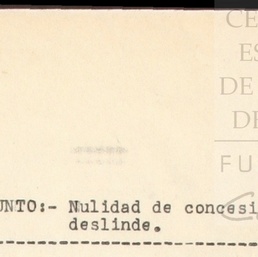 CE
ES
DE
DE
FU
UNTO:- Nulidad de concesi
deslinde.